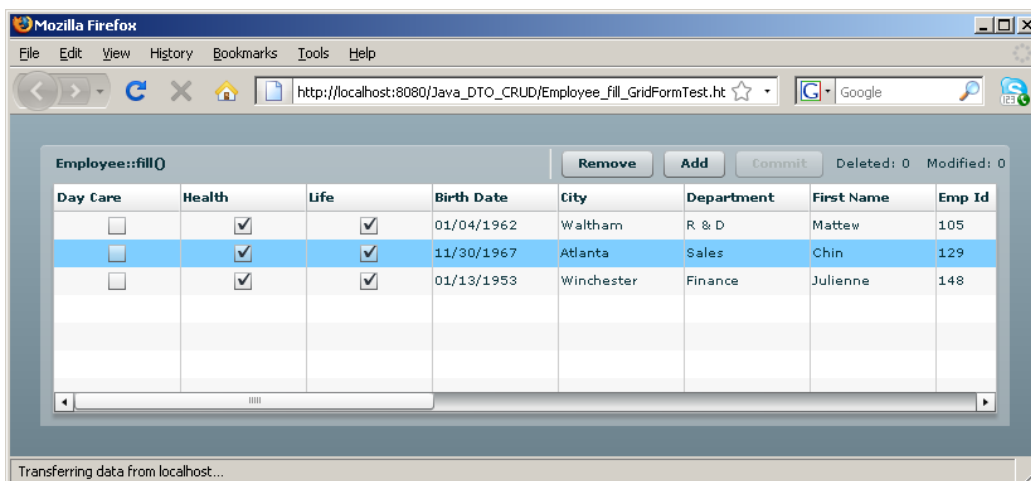 Mozilla Firefox
File Edit View History Bookmarks Tools Help
http://localhost:8080/Java_DTO_CRUD/Employee_fill_GridFormTest.ht G Google 123
Employee::fill() Remove Add Commit Deleted: 0 Modified: 0
Day Care Health Life Birth Date City Department First Name Emp Id
01/04/1962 Waltham R & D Mattew 105
11/30/1967 Atlanta Sales Chin 129
01/13/1953 Winchester Finance Julienne 148
Transferring data from localhost...